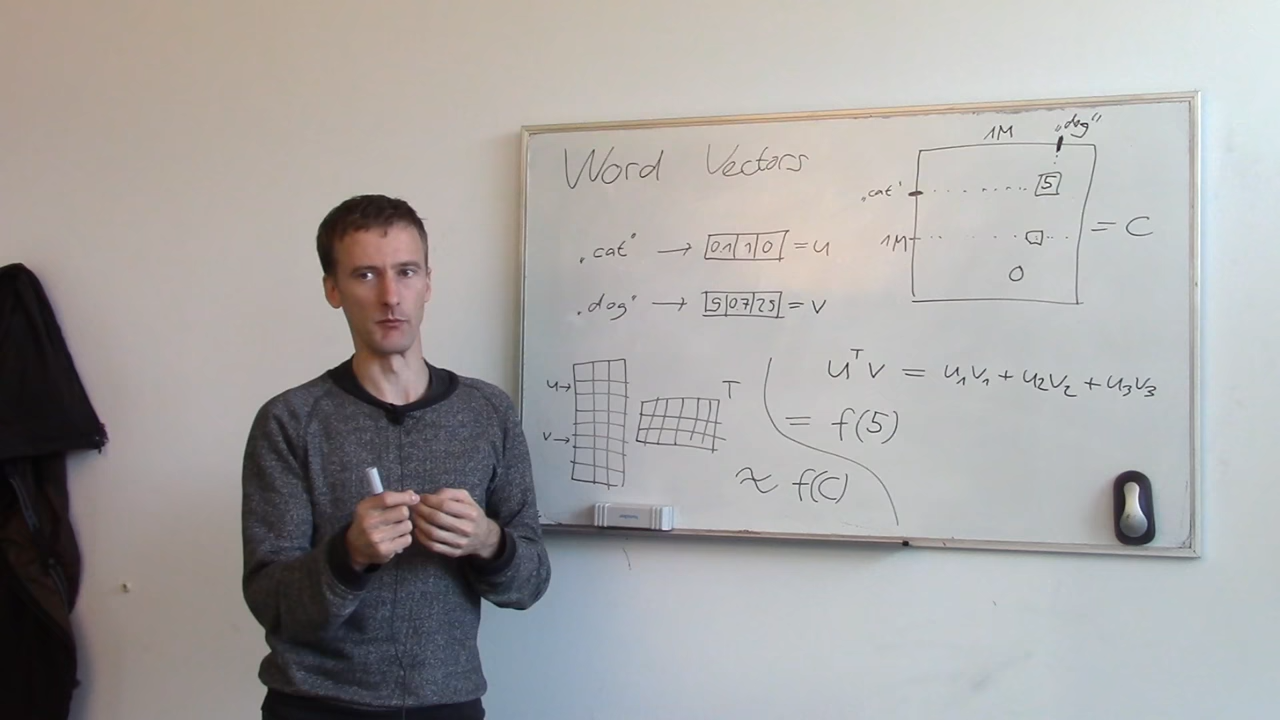 Word Vectors
„cat" → 0.1 1 0 = u
„dog" → 5 0.7 2.5 = v
1M „dog"
„cat" 5
1M
0
= C
u→
v→
T
uᵀv = u₁v₁ + u₂v₂ + u₃v₃
= f(5)
≈ f(C)